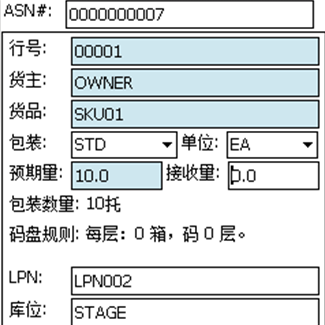 ASN#: 0000000007
行号: 00001
货主: OWNER
货品: SKU01
包装: STD 单位: EA
预期量: 10.0 接收量: 0.0
包装数量: 10托
码盘规则: 每层: 0 箱, 码 0 层。
LPN: LPN002
库位: STAGE